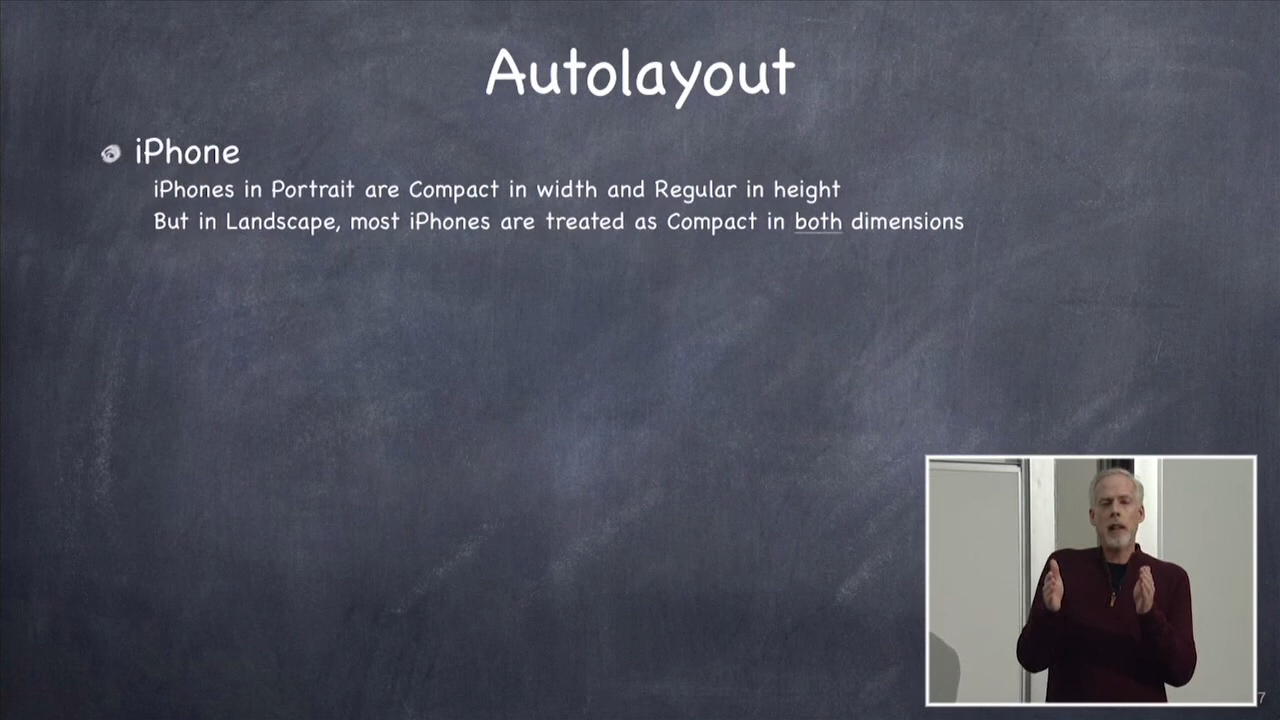 Autolayout
iPhone
iPhones in Portrait are Compact in width and Regular in height
But in Landscape, most iPhones are treated as Compact in both dimensions
7